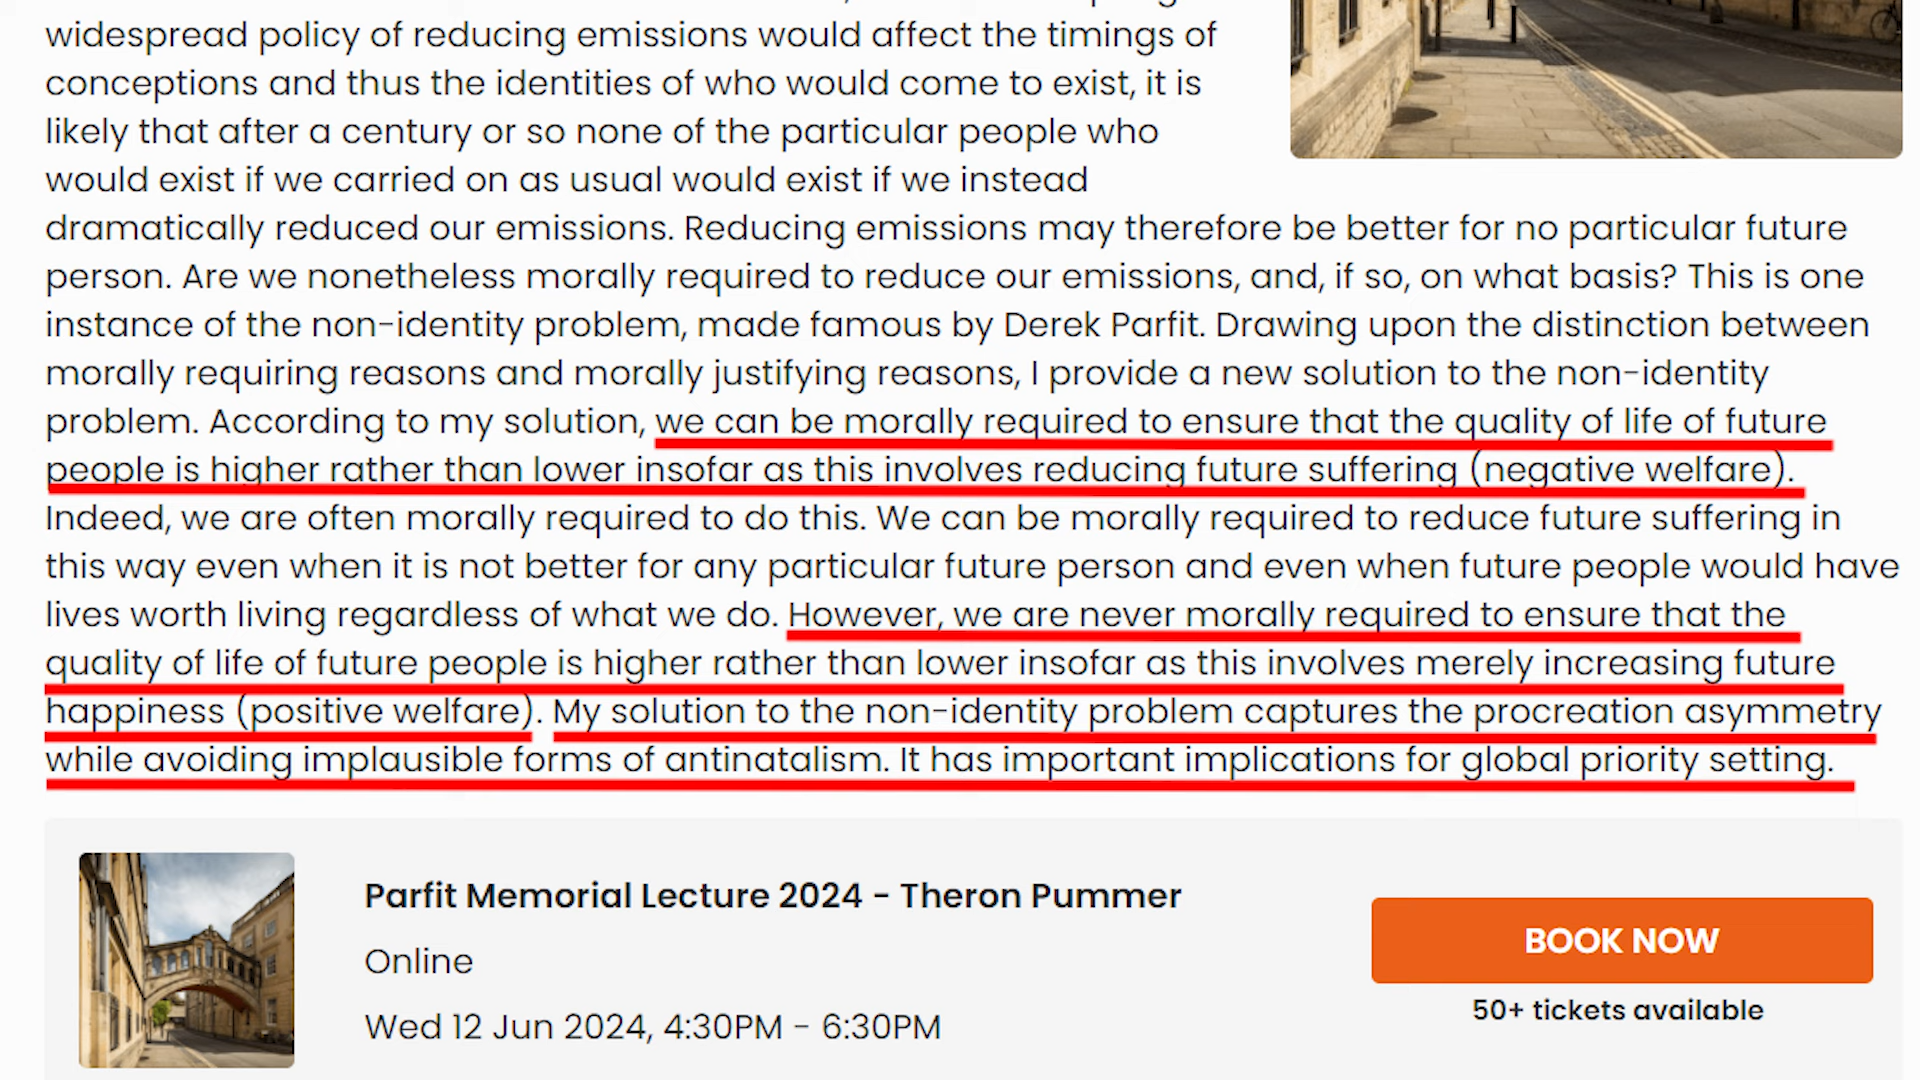 widespread policy of reducing emissions would affect the timings of
conceptions and thus the identities of who would come to exist, it is
likely that after a century or so none of the particular people who
would exist if we carried on as usual would exist if we instead
dramatically reduced our emissions. Reducing emissions may therefore be better for no particular future
person. Are we nonetheless morally required to reduce our emissions, and, if so, on what basis? This is one
instance of the non-identity problem, made famous by Derek Parfit. Drawing upon the distinction between
morally requiring reasons and morally justifying reasons, I provide a new solution to the non-identity
problem. According to my solution, we can be morally required to ensure that the quality of life of future
people is higher rather than lower insofar as this involves reducing future suffering (negative welfare).
Indeed, we are often morally required to do this. We can be morally required to reduce future suffering in
this way even when it is not better for any particular future person and even when future people would have
lives worth living regardless of what we do. However, we are never morally required to ensure that the
quality of life of future people is higher rather than lower insofar as this involves merely increasing future
happiness (positive welfare). My solution to the non-identity problem captures the procreation asymmetry
while avoiding implausible forms of antinatalism. It has important implications for global priority setting.
Parfit Memorial Lecture 2024 - Theron Pummer
Online
Wed 12 Jun 2024, 4:30PM - 6:30PM
BOOK NOW
50+ tickets available